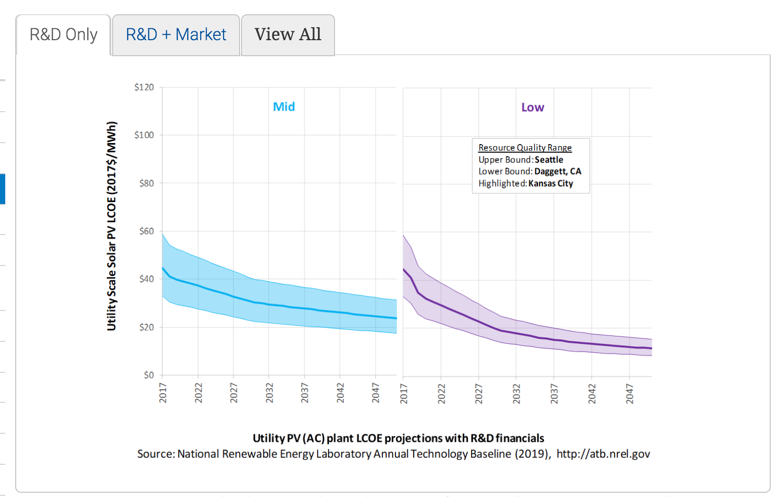 R&D Only
R&D + Market
View All
Utility Scale Solar PV LCOE (2017$/MWh)
$120
$100
$80
$60
$40
$20
$0
Mid
Low
Resource Quality Range
Upper Bound: Seattle
Lower Bound: Daggett, CA
Highlighted: Kansas City
2017
2022
2027
2032
2037
2042
2047
2017
2022
2027
2032
2037
2042
2047
Utility PV (AC) plant LCOE projections with R&D financials
Source: National Renewable Energy Laboratory Annual Technology Baseline (2019), http://atb.nrel.gov